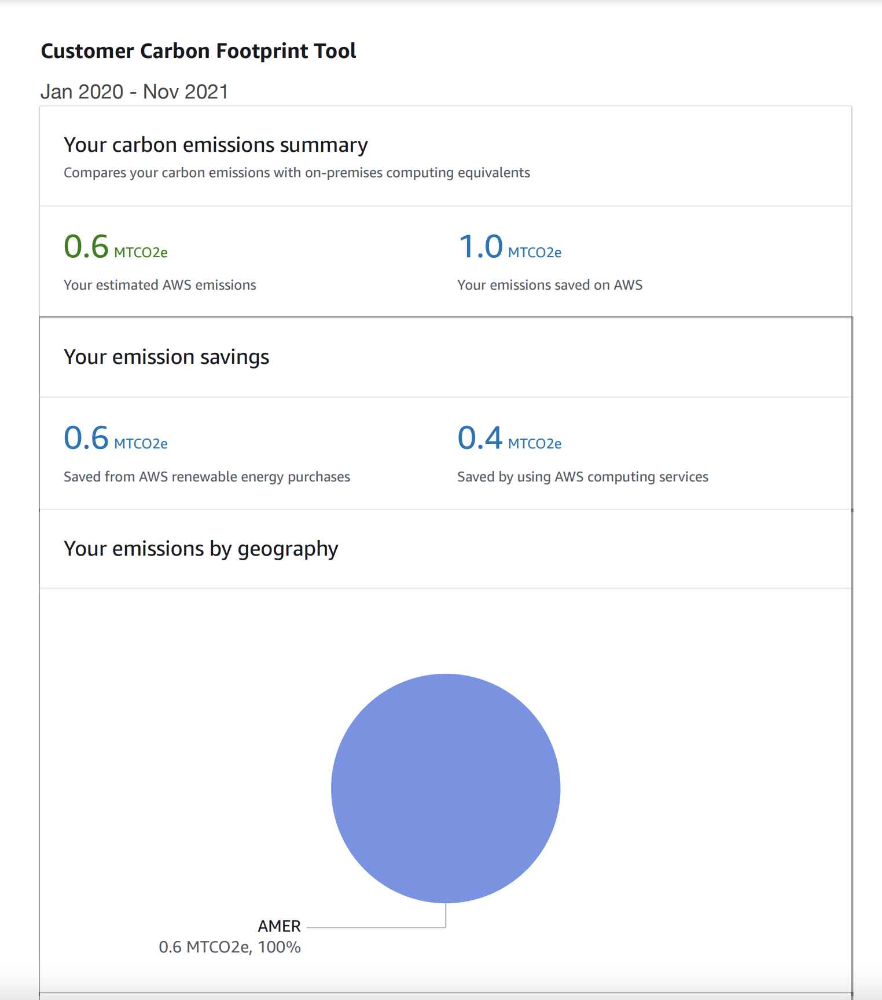 Customer Carbon Footprint Tool
Jan 2020 - Nov 2021
Your carbon emissions summary
Compares your carbon emissions with on-premises computing equivalents
0.6 MTCO2e
Your estimated AWS emissions
1.0 MTCO2e
Your emissions saved on AWS
Your emission savings
0.6 MTCO2e
Saved from AWS renewable energy purchases
0.4 MTCO2e
Saved by using AWS computing services
Your emissions by geography
AMER
0.6 MTCO2e, 100%